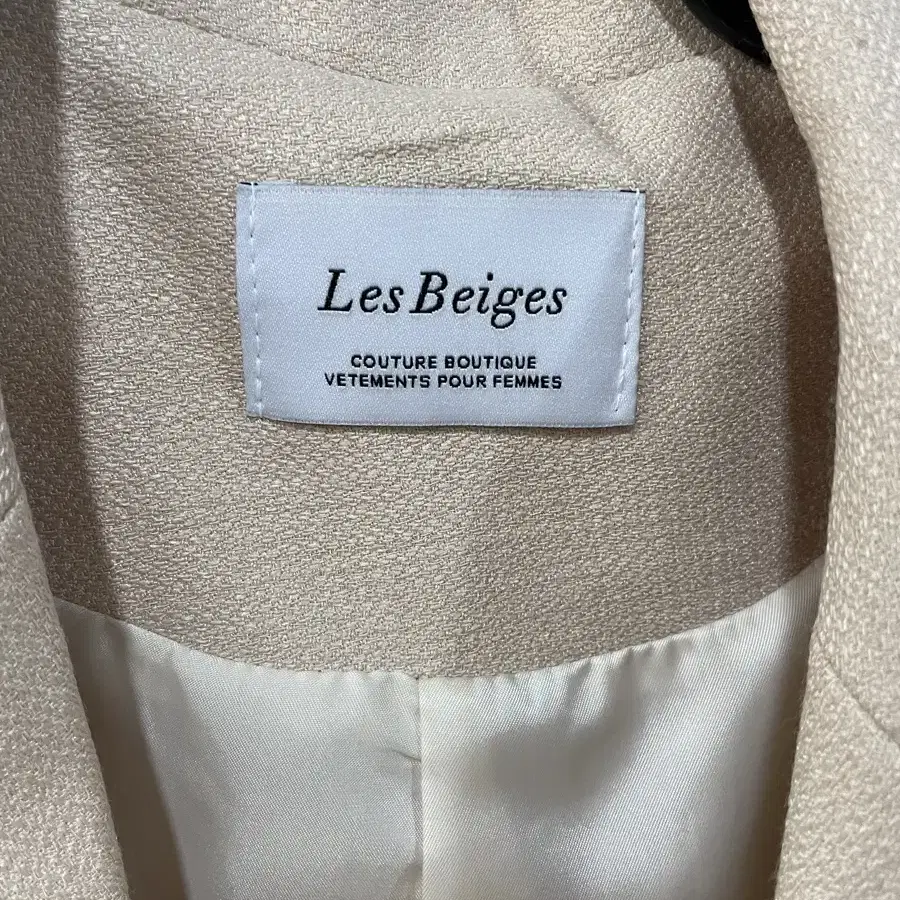 Les Beiges
COUTURE BOUTIQUE
VETEMENTS POUR FEMMES